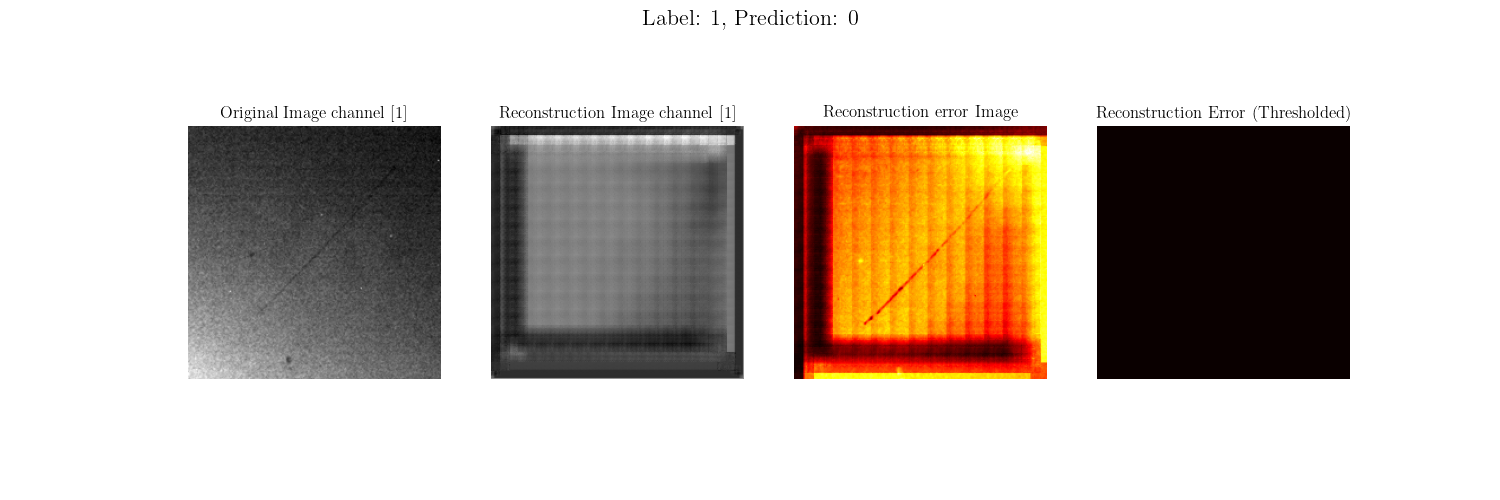 Label: 1, Prediction: 0
Original Image channel [1]
Reconstruction Image channel [1]
Reconstruction error Image
Reconstruction Error (Thresholded)